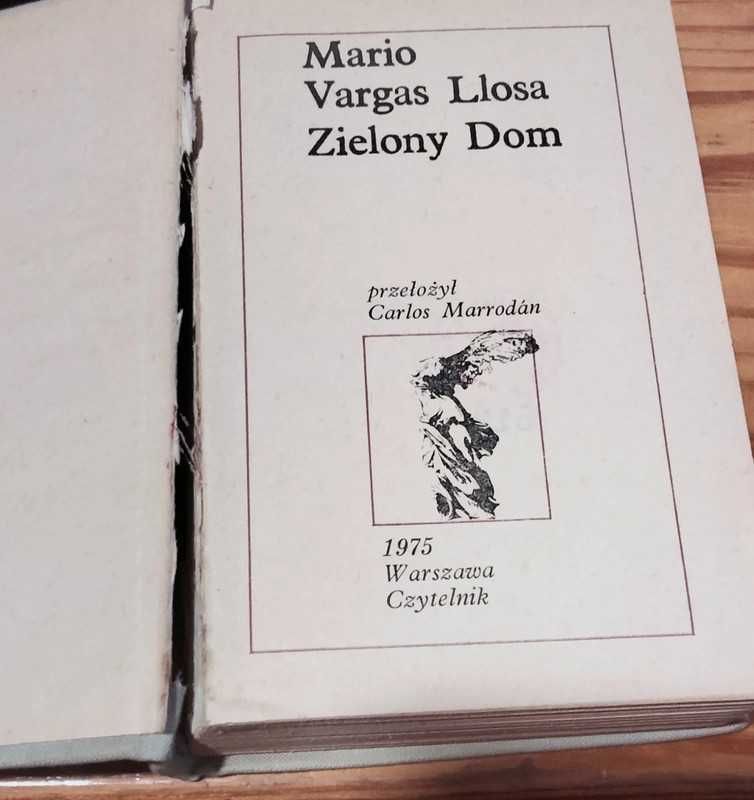 Mario
Vargas Llosa
Zielony Dom
przełożył
Carlos Marrodán
1975
Warszawa
Czytelnik